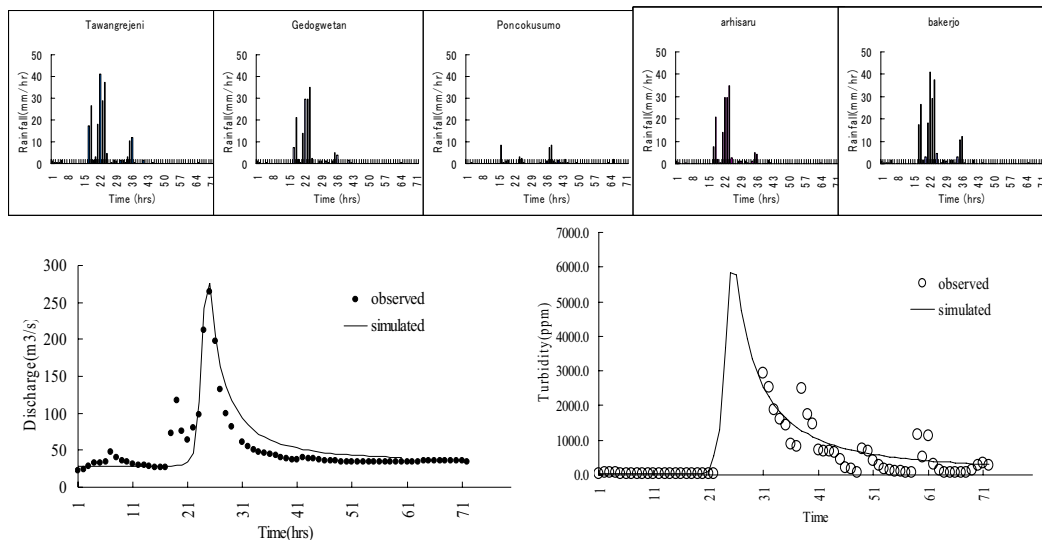 Tawangrejeni
Rainfall(mm/hr)
50
40
30
20
10
0
1 8 15 22 29 36 43 50 57 64 71
Time (hrs)
Gedogwetan
Rainfall(mm/hr)
50
40
30
20
10
0
1 8 15 22 29 36 43 50 57 64 71
Time (hrs)
Poncokusumo
Rainfall(mm/hr)
50
40
30
20
10
0
1 8 15 22 29 36 43 50 57 64 71
Time (hrs)
arhisaru
Rainfall(mm/hr)
50
40
30
20
10
0
1 8 15 22 29 36 43 50 57 64 71
Time (hrs)
bakerjo
Rainfall(mm/hr)
50
40
30
20
10
0
1 8 15 22 29 36 43 50 57 64 71
Time (hrs)
Discharge(m3/s)
300
250
200
150
100
50
0
1 11 21 31 41 51 61 71
Time(hrs)
observed
simulated
Turbidity(ppm)
7000.0
6000.0
5000.0
4000.0
3000.0
2000.0
1000.0
0.0
1 11 21 31 41 51 61 71
Time
observed
simulated